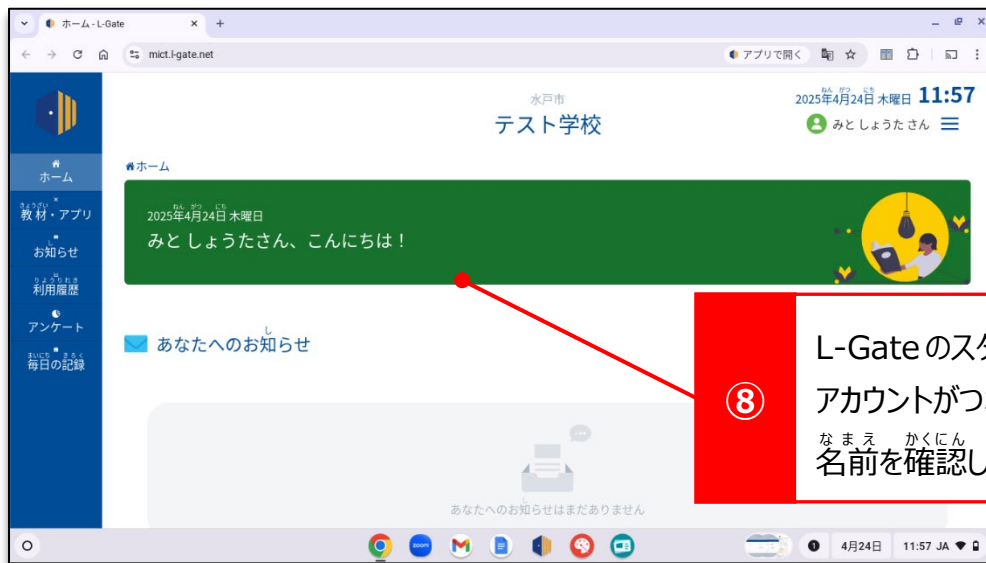 ホーム - L-Gate
mict.l-gate.net
アプリで開く
水戸市
テスト学校
2025年4月24日 木曜日 11:57
みと しょうた さん
ホーム
教材・アプリ
お知らせ
利用履歴
アンケート
毎日の記録
ホーム
2025年4月24日 木曜日
みと しょうたさん、こんにちは！
あなたへのお知らせ
あなたへのお知らせはまだありません
⑧
L-Gateのスタ
アカウントがつ
名前を確認し
zoom
4月24日 11:57 JA